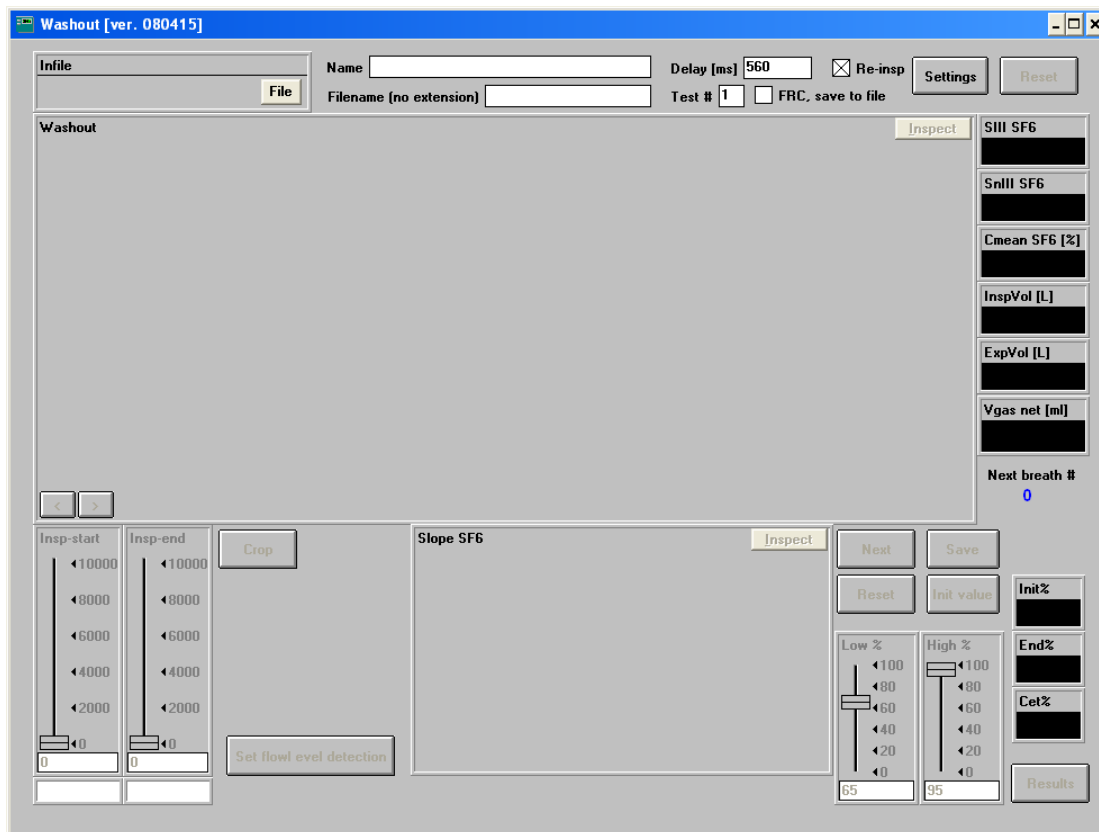 Washout [ver. 080415]
Infile
File
Name
Filename (no extension)
Delay [ms] 560
Re-insp
Test # 1
FRC, save to file
Settings
Reset
Washout
Inspect
SIII SF6
SnIII SF6
Cmean SF6 [%]
InspVol [L]
ExpVol [L]
Vgas net [ml]
Next breath #
0
< >
Insp-start
10000
8000
6000
4000
2000
0
0
Insp-end
10000
8000
6000
4000
2000
0
0
Crop
Set flowl evel detection
Slope SF6
Inspect
Next
Save
Reset
Init value
Low %
100
80
60
40
20
0
65
High %
100
80
60
40
20
0
95
Init%
End%
Cet%
Results